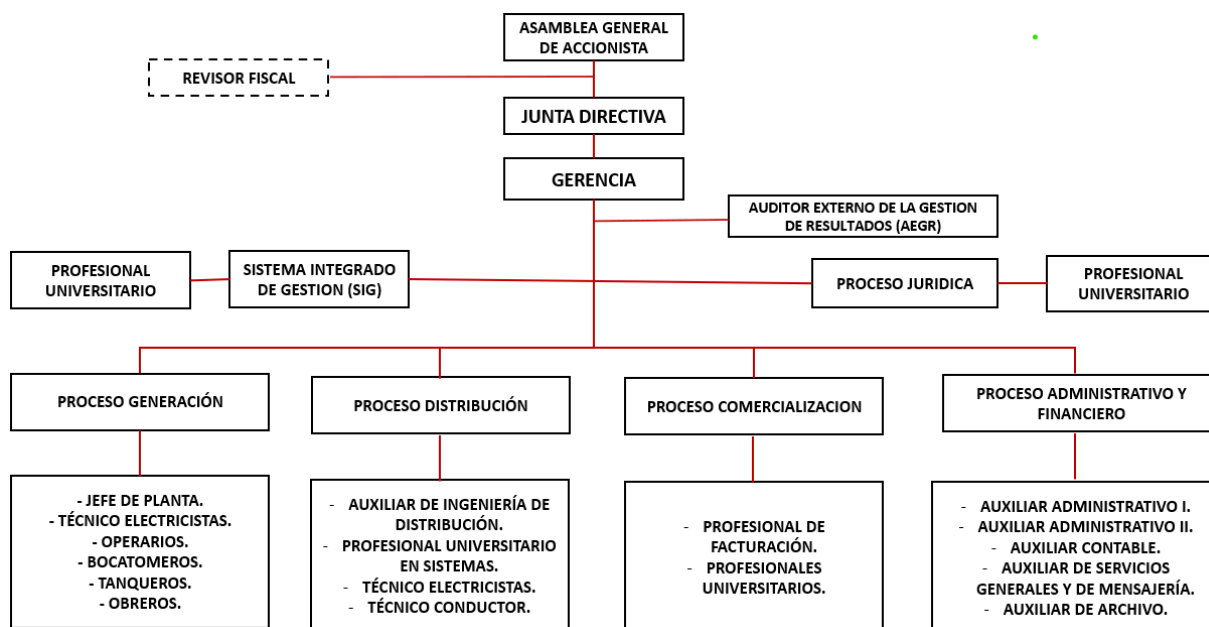 ASAMBLEA GENERAL
DE ACCIONISTA
REVISOR FISCAL
JUNTA DIRECTIVA
GERENCIA
AUDITOR EXTERNO DE LA GESTION
DE RESULTADOS (AEGR)
PROFESIONAL
UNIVERSITARIO
SISTEMA INTEGRADO
DE GESTION (SIG)
PROCESO JURIDICA
PROFESIONAL
UNIVERSITARIO
PROCESO GENERACIÓN
PROCESO DISTRIBUCIÓN
PROCESO COMERCIALIZACION
PROCESO ADMINISTRATIVO Y
FINANCIERO
- JEFE DE PLANTA.
- TÉCNICO ELECTRICISTAS.
- OPERARIOS.
- BOCATOMEROS.
- TANQUEROS.
- OBREROS.
- AUXILIAR DE INGENIERÍA DE
DISTRIBUCIÓN.
- PROFESIONAL UNIVERSITARIO
EN SISTEMAS.
- TÉCNICO ELECTRICISTAS.
- TÉCNICO CONDUCTOR.
- PROFESIONAL DE
FACTURACIÓN.
- PROFESIONALES
UNIVERSITARIOS.
- AUXILIAR ADMINISTRATIVO I.
- AUXILIAR ADMINISTRATIVO II.
- AUXILIAR CONTABLE.
- AUXILIAR DE SERVICIOS
GENERALES Y DE MENSAJERÍA.
- AUXILIAR DE ARCHIVO.